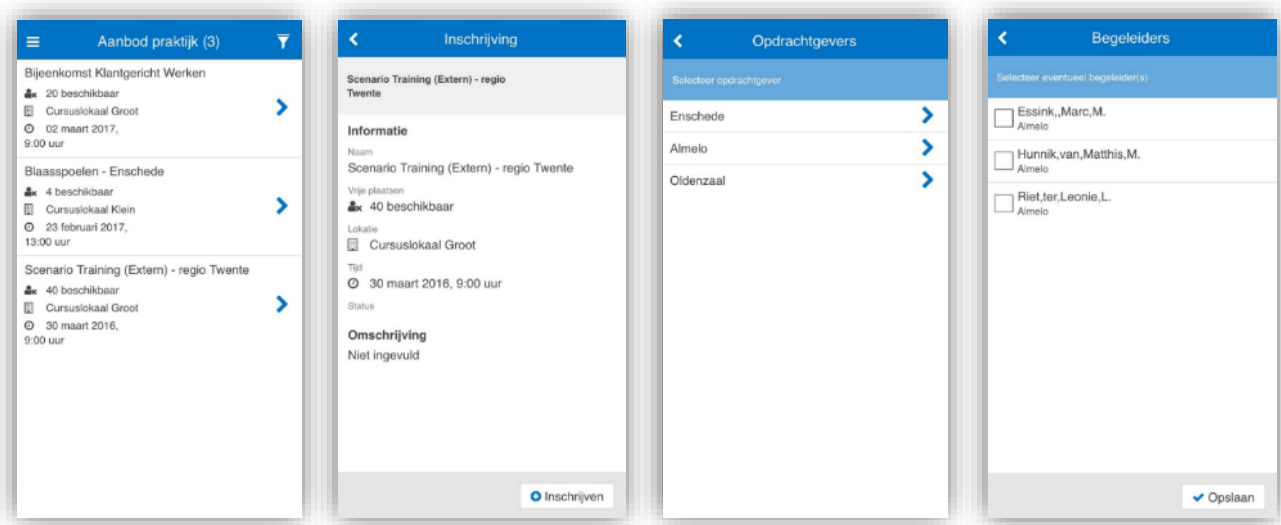 Aanbod praktijk (3)
Bijeenkomst Klantgericht Werken
20 beschikbaar
Cursuslokaal Groot
02 maart 2017,
9:00 uur
Blaasspoelen - Enschede
4 beschikbaar
Cursuslokaal Klein
23 februari 2017,
13:00 uur
Scenario Training (Extern) - regio Twente
40 beschikbaar
Cursuslokaal Groot
30 maart 2016,
9:00 uur
Inschrijving
Scenario Training (Extern) - regio
Twente
Informatie
Naam
Scenario Training (Extern) - regio Twente
Vrije plaatsen
40 beschikbaar
Lokatie
Cursuslokaal Groot
Tijd
30 maart 2016, 9:00 uur
Status
Omschrijving
Niet ingevuld
Inschrijven
Opdrachtgevers
Selecteer opdrachtgever
Enschede
Almelo
Oldenzaal
Begeleiders
Selecteer eventueel begeleider(s)
Essink,,Marc,M.
Almelo
Hunnik,van,Matthis,M.
Almelo
Riet,ter,Leonie,L.
Almelo
Opslaan